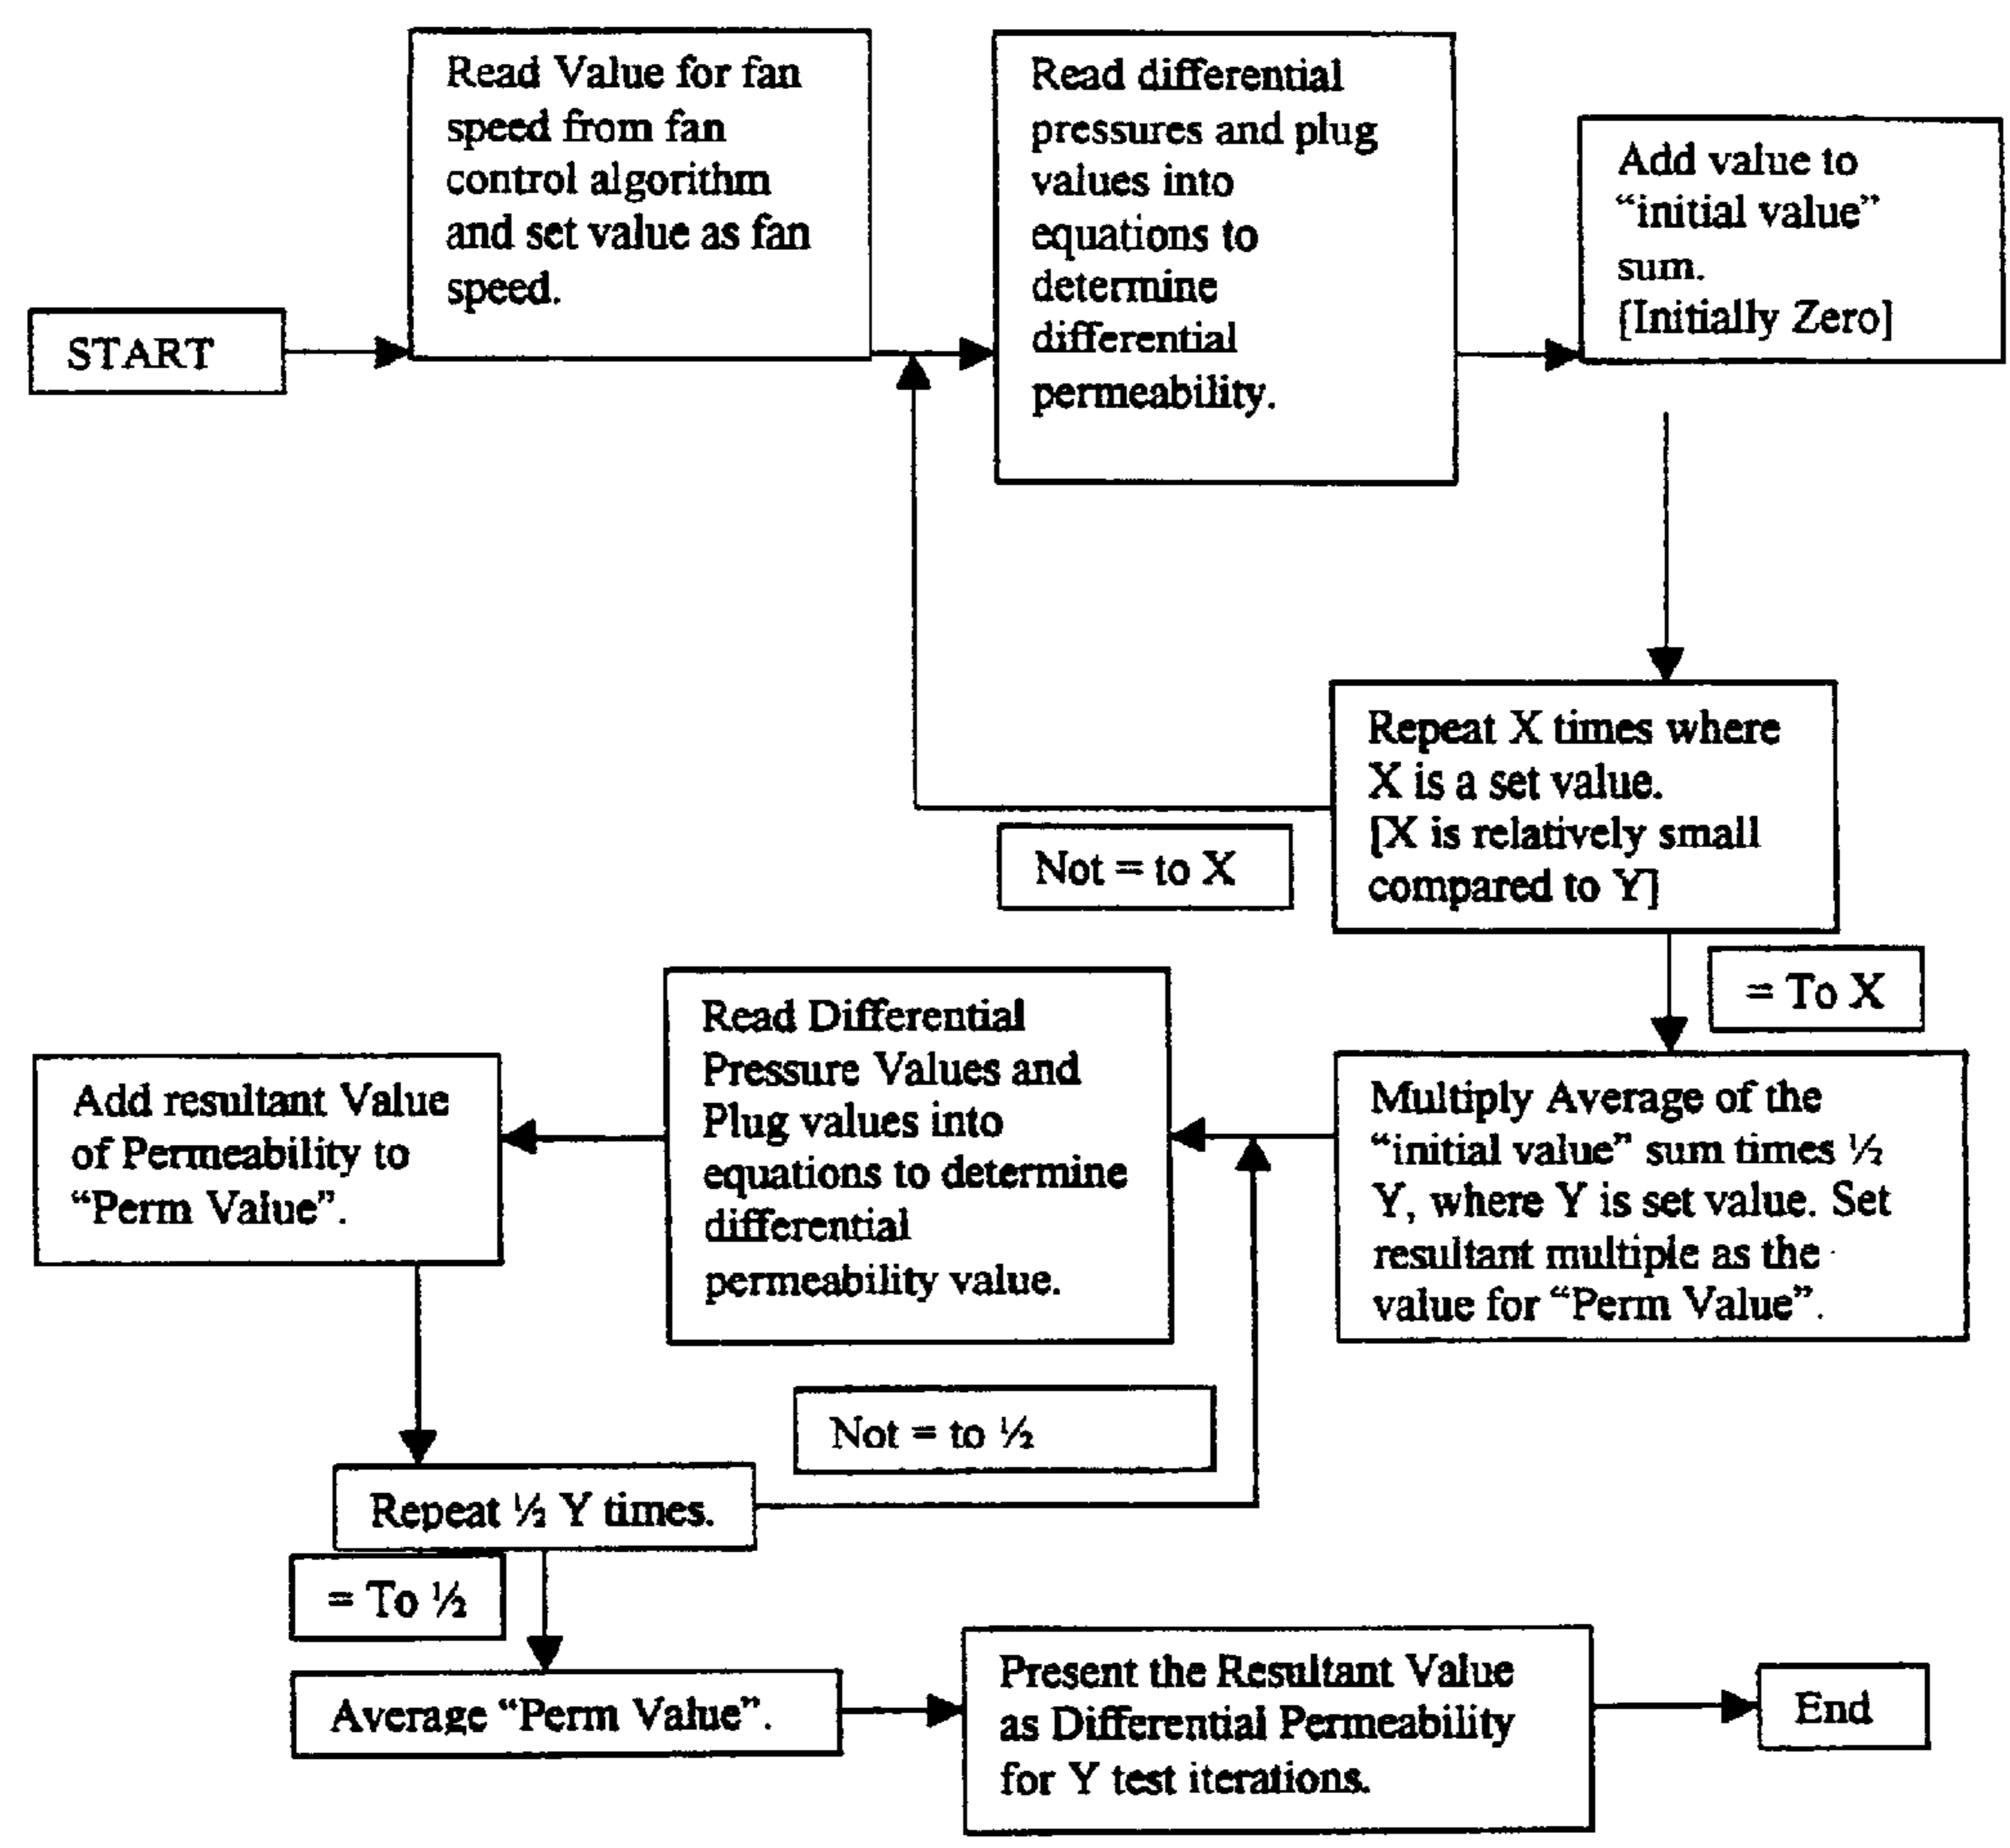 START
Read Value for fan
speed from fan
control algorithm
and set value as fan
speed.
Read differential
pressures and plug
values into
equations to
determine
differential
permeability.
Add value to
“initial value”
sum.
[Initially Zero]
Repeat X times where
X is a set value.
[X is relatively small
compared to Y]
Not = to X
= To X
Multiply Average of the
“initial value” sum times ½
Y, where Y is set value. Set
resultant multiple as the
value for “Perm Value”.
Read Differential
Pressure Values and
Plug values into
equations to determine
differential
permeability value.
Add resultant Value
of Permeability to
“Perm Value”.
Not = to ½
Repeat ½ Y times.
= To ½
Average “Perm Value”.
Present the Resultant Value
as Differential Permeability
for Y test iterations.
End